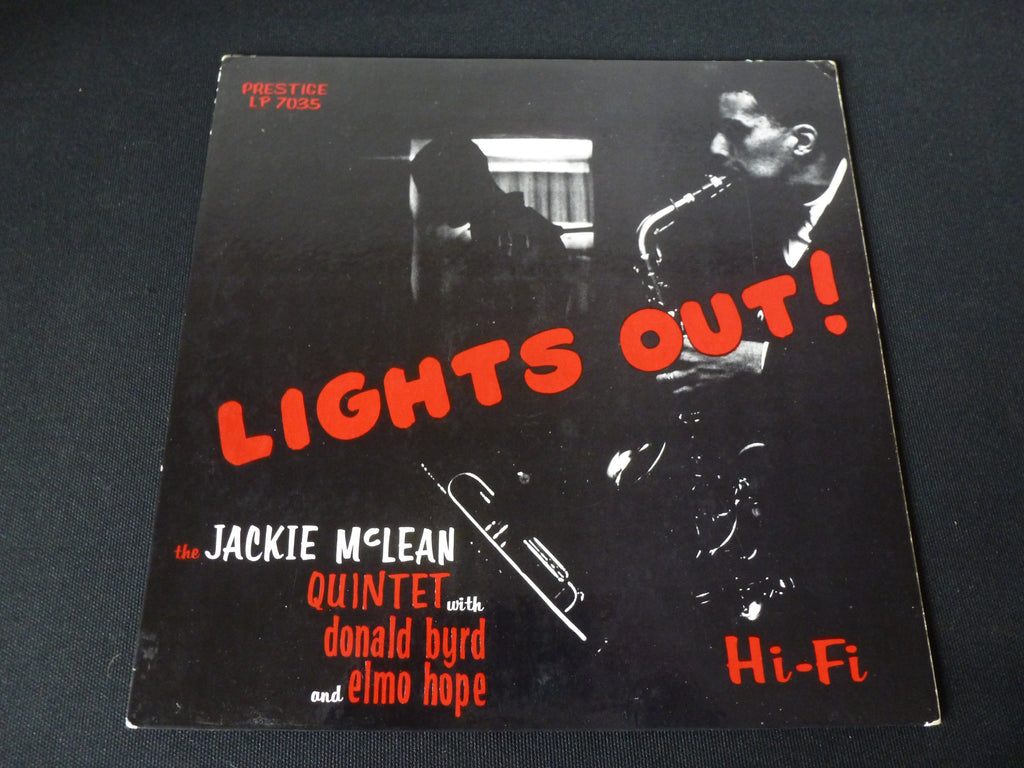 PRESTIGE
LP 7035
LIGHTS OUT!
the JACKIE McLEAN
QUINTET with
donald byrd
and elmo hope
Hi-Fi